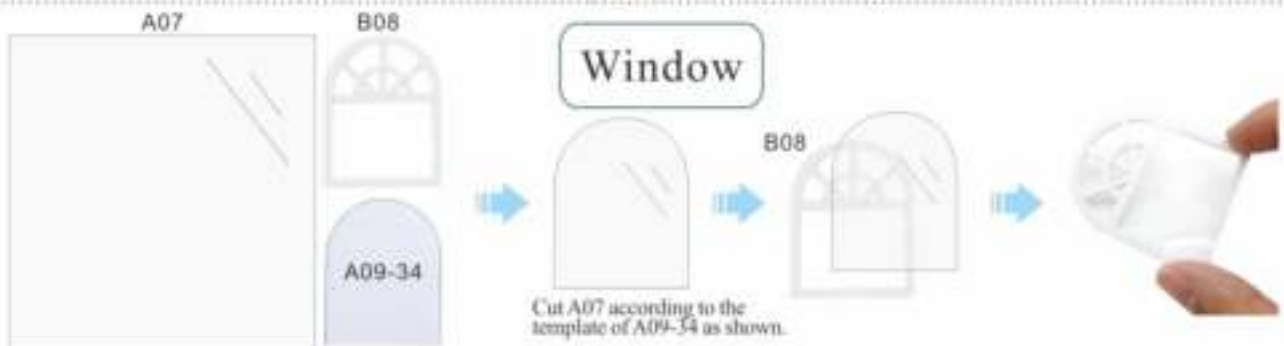 A07
B08
Window
B08
A09-34
Cut A07 according to the
template of A09-34 as shown.